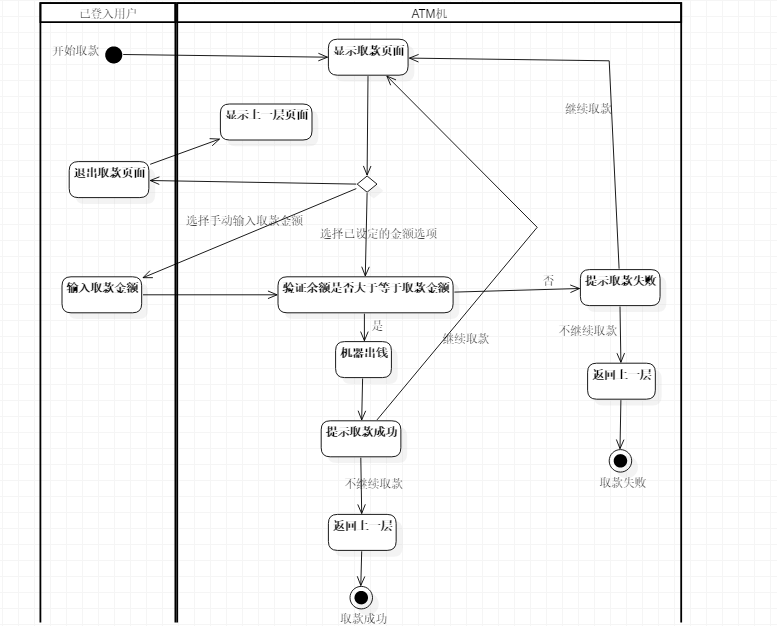 已登入用户
ATM机
开始取款
显示取款页面
继续取款
显示上一层页面
退出取款页面
选择手动输入取款金额
选择已设定的金额选项
输入取款金额
验证余额是否大于等于取款金额
否
提示取款失败
是
不继续取款
继续取款
机器出钱
返回上一层
提示取款成功
不继续取款
取款失败
返回上一层
取款成功